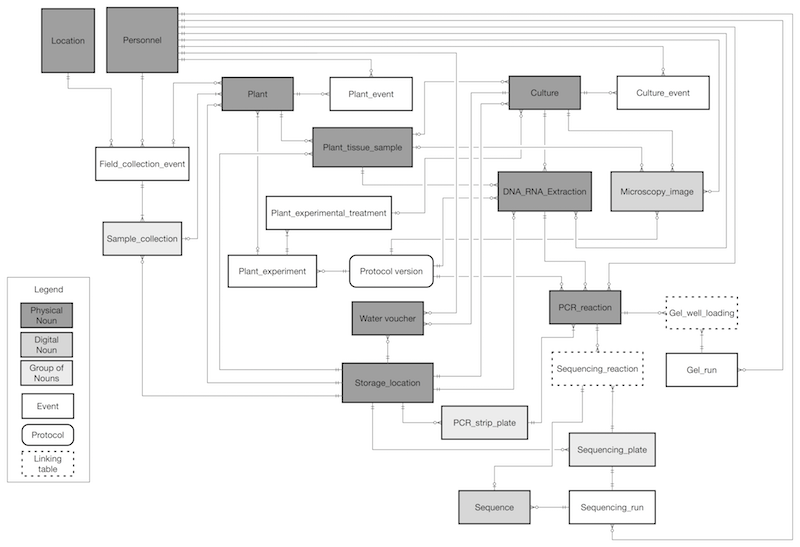 Location
Personnel
Plant
Plant_event
Culture
Culture_event
Plant_tissue_sample
Field_collection_event
DNA_RNA_Extraction
Microscopy_image
Plant_experimental_treatment
Sample_collection
Plant_experiment
Protocol version
Legend
Physical
Noun
Digital
Noun
Group of
Nouns
Event
Protocol
Linking
table
Water voucher
PCR_reaction
Gel_well_loading
Storage_location
Sequencing_reaction
Gel_run
PCR_strip_plate
Sequencing_plate
Sequence
Sequencing_run